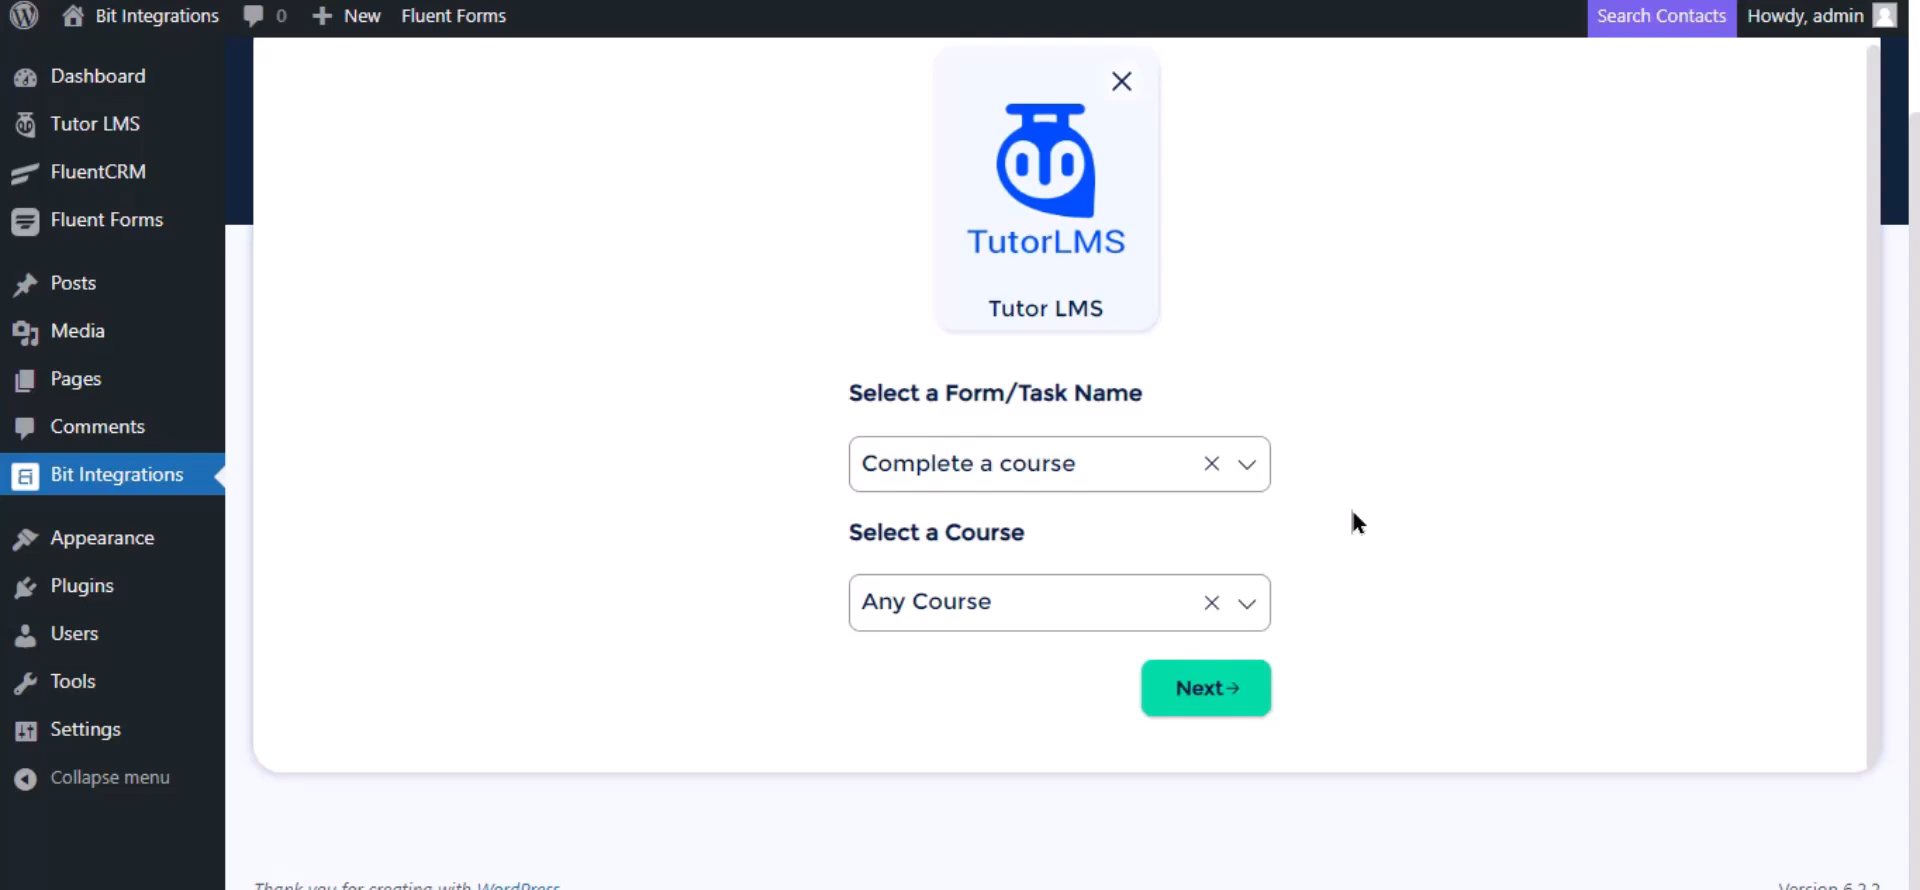 Bit Integrations 0 New Fluent Forms Search Contacts Howdy, admin
Dashboard
Tutor LMS
FluentCRM
Fluent Forms
Posts
Media
Pages
Comments
Bit Integrations
Appearance
Plugins
Users
Tools
Settings
Collapse menu
TutorLMS
Tutor LMS
Select a Form/Task Name
Complete a course
Select a Course
Any Course
Next→
Thank you for creating with WordPress
Version 6.2.2